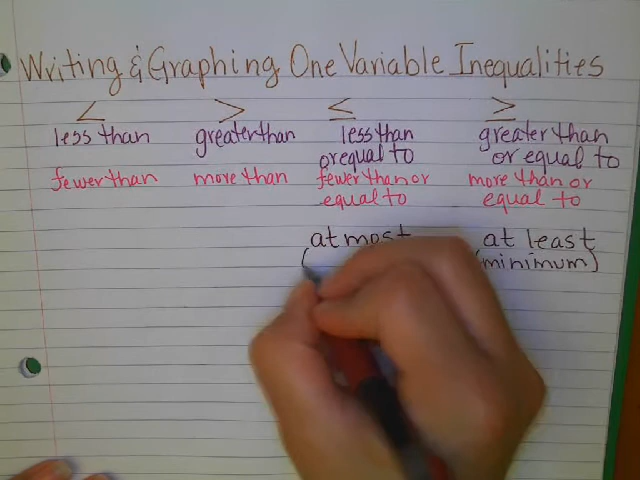 Writing & Graphing One Variable Inequalities
< > ≤ ≥
less than greater than less than greater than
or equal to or equal to
fewer than more than fewer than or more than or
equal to equal to
at most at least
( (minimum)